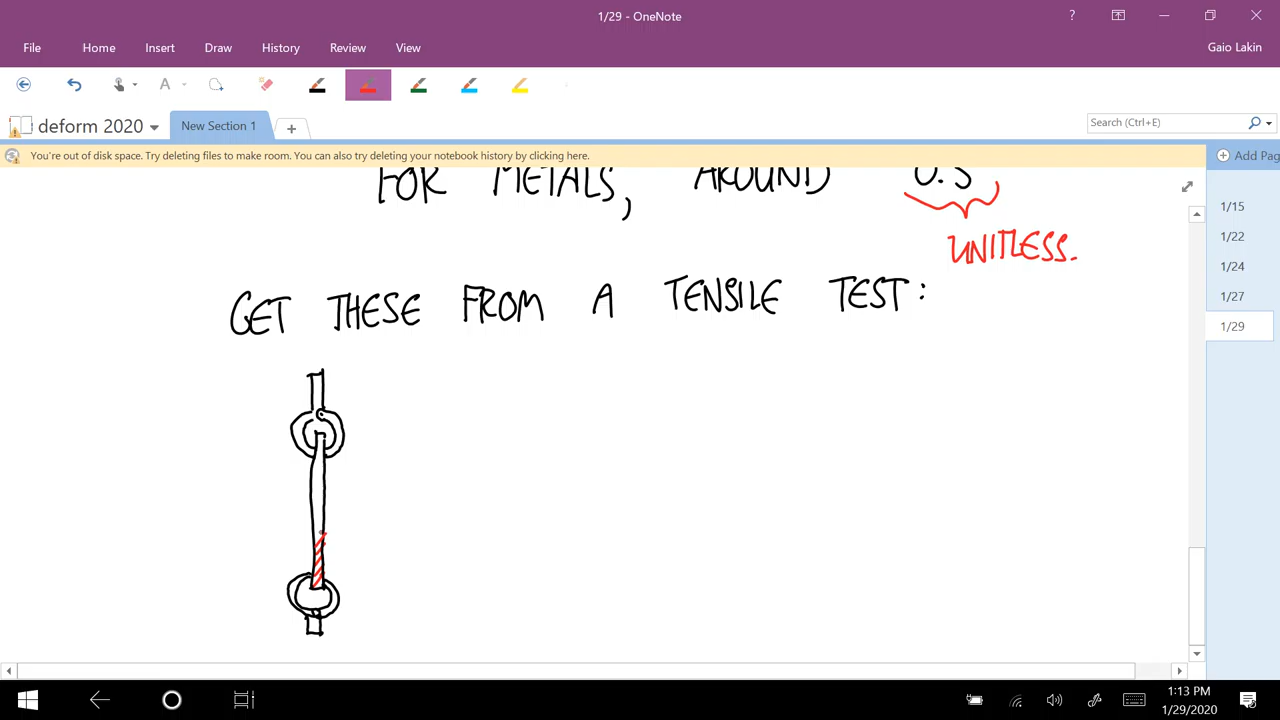 1/29 - OneNote
?
File Home Insert Draw History Review View
Gaio Lakin
A
deform 2020
New Section 1
+
Search (Ctrl+E)
You're out of disk space. Try deleting files to make room. You can also try deleting your notebook history by clicking here.
Add Pag
1/15
1/22
1/24
1/27
1/29
FOR METALS, AROUND 0.3
UNITLESS.
GET THESE FROM A TENSILE TEST:
1:13 PM
1/29/2020